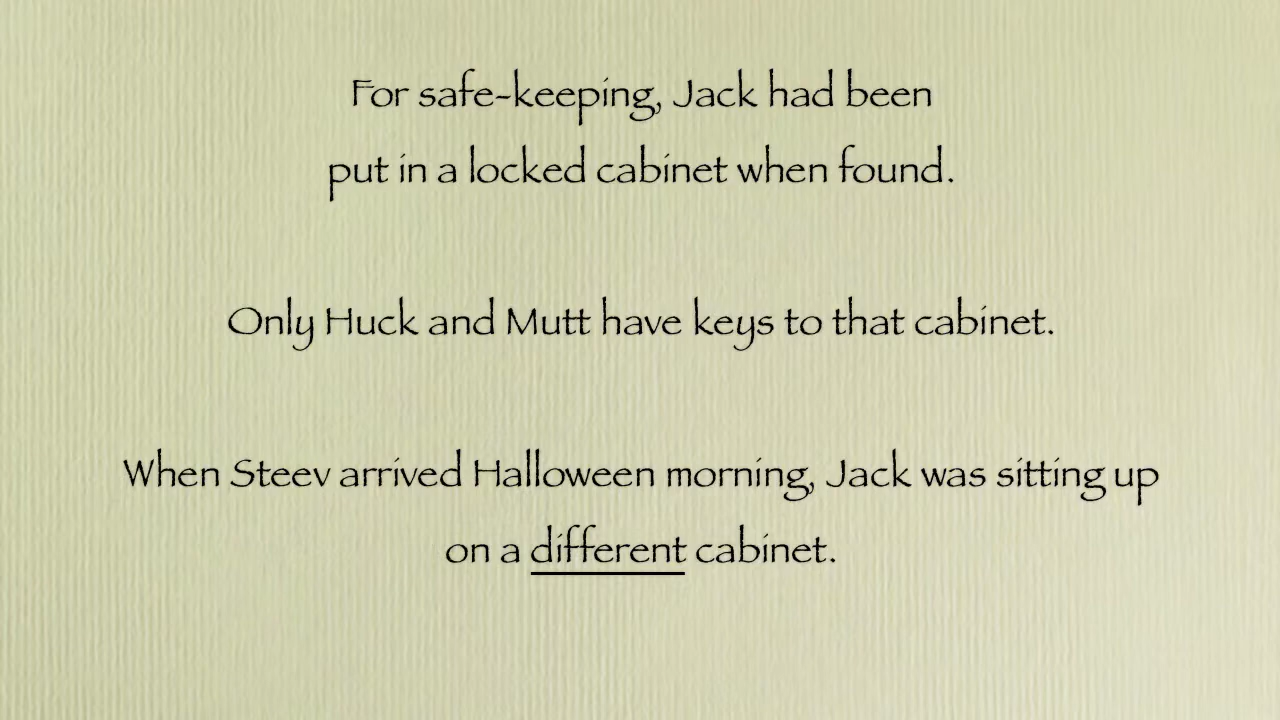 For safe-keeping, Jack had been
put in a locked cabinet when found.
Only Huck and Mutt have keys to that cabinet.
When Steev arrived Halloween morning, Jack was sitting up
on a different cabinet.